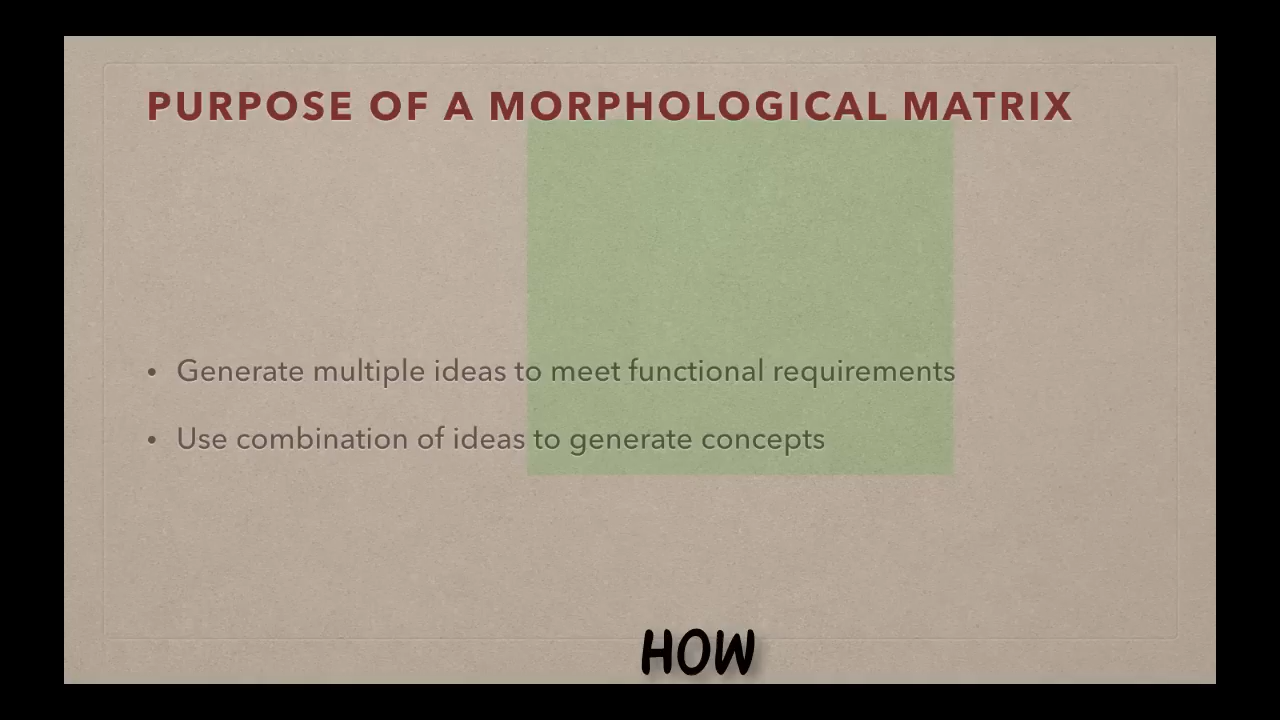 PURPOSE OF A MORPHOLOGICAL MATRIX
• Generate multiple ideas to meet functional requirements
• Use combination of ideas to generate concepts
HOW